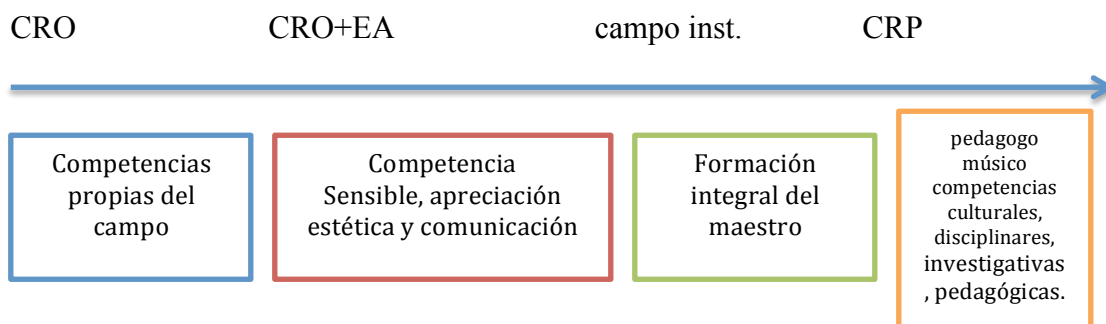 CRO CRO+EA campo inst. CRP
Competencias
propias del
campo
Competencia
Sensible, apreciación
estética y comunicación
Formación
integral del
maestro
pedagogo
músico
competencias
culturales,
disciplinares,
investigativas
, pedagógicas.